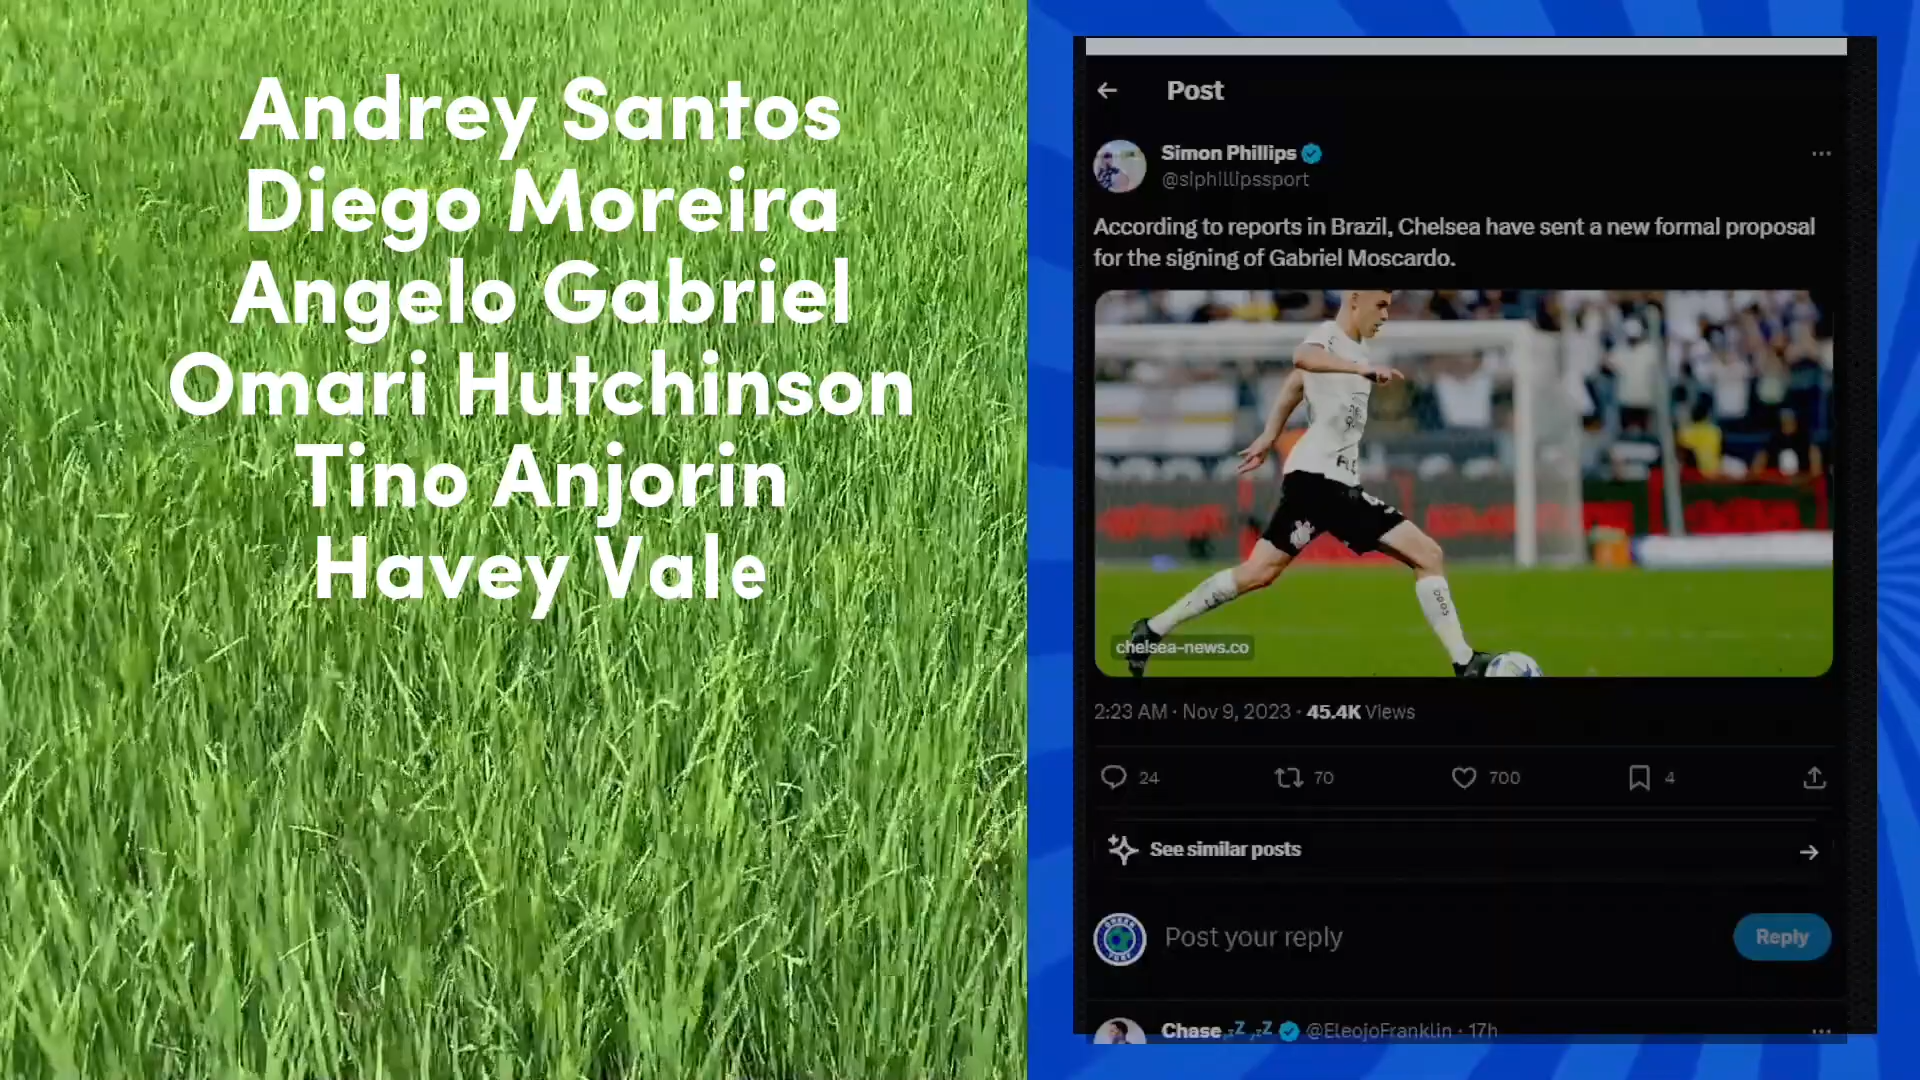 Andrey Santos
Diego Moreira
Angelo Gabriel
Omari Hutchinson
Tino Anjorin
Havey Vale
Post
Simon Phillips
@siphillipssport
According to reports in Brazil, Chelsea have sent a new formal proposal
for the signing of Gabriel Moscardo.
chelsea-news.co
2:23 AM · Nov 9, 2023 · 45.4K Views
24 70 700 4
See similar posts
Post your reply
Reply
Chase @EleojoFranklin · 17h